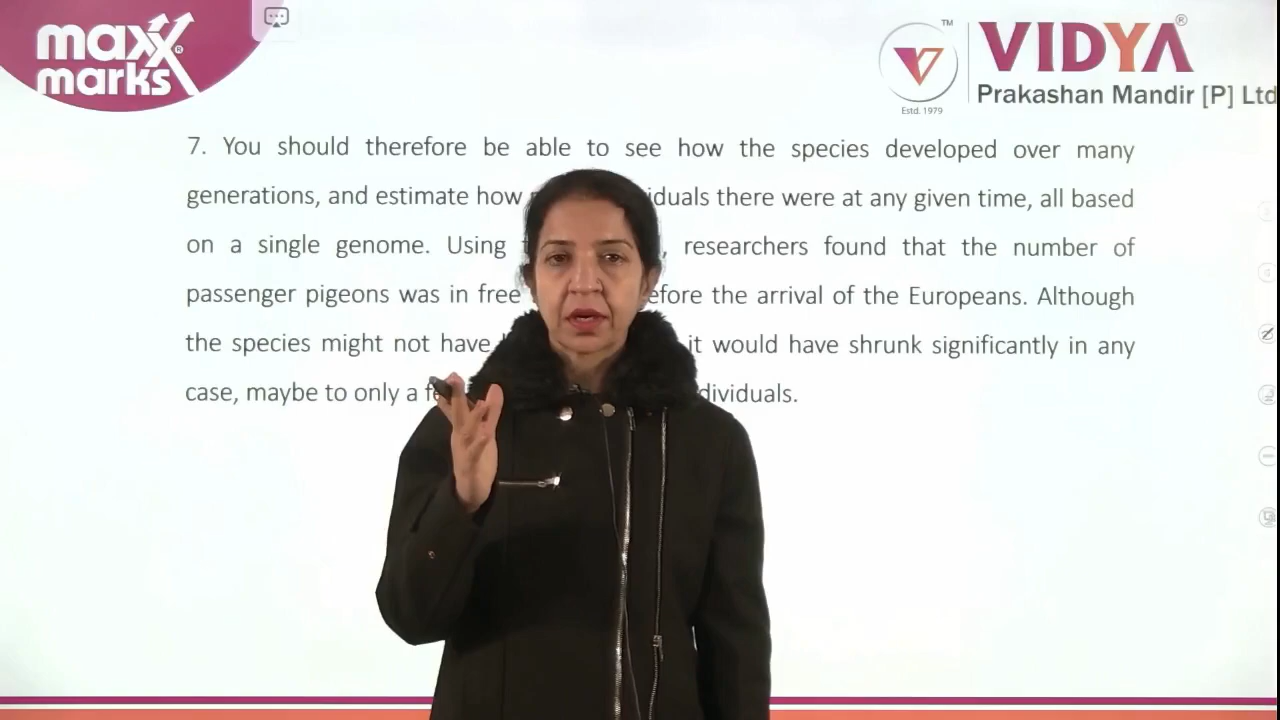 maxx®
marks
™
VIDYA®
Prakashan Mandir [P] Ltd
Estd. 1979
7. You should therefore be able to see how the species developed over many
generations, and estimate how individuals there were at any given time, all based
on a single genome. Using , researchers found that the number of
passenger pigeons was in free before the arrival of the Europeans. Although
the species might not have it would have shrunk significantly in any
case, maybe to only a individuals.